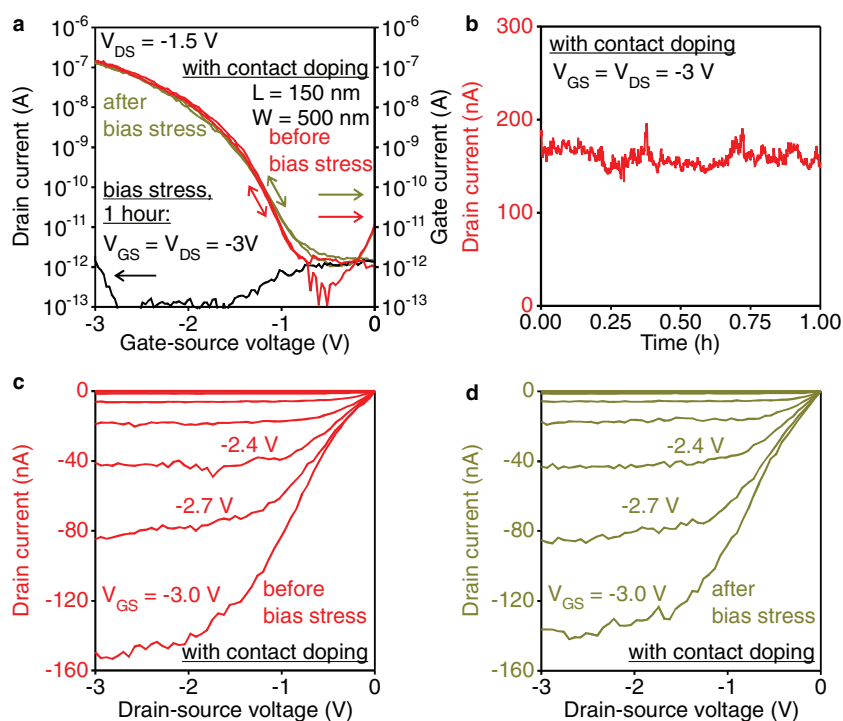 a
10⁻⁶
10⁻⁷
10⁻⁸
10⁻⁹
10⁻¹⁰
10⁻¹¹
10⁻¹²
10⁻¹³
Drain current (A)
V_DS = -1.5 V
with contact doping
L = 150 nm
W = 500 nm
after
bias stress
before
bias stress
bias stress,
1 hour:
V_GS = V_DS = -3V
10⁻⁶
10⁻⁷
10⁻⁸
10⁻⁹
10⁻¹⁰
10⁻¹¹
10⁻¹²
10⁻¹³
Gate current (A)
-3
-2
-1
0
Gate-source voltage (V)
b
300
200
100
0
Drain current (nA)
with contact doping
V_GS = V_DS = -3 V
0.00
0.25
0.50
0.75
1.00
Time (h)
c
0
-40
-80
-120
-160
Drain current (nA)
-2.4 V
-2.7 V
V_GS = -3.0 V
before
bias stress
with contact doping
-3
-2
-1
0
Drain-source voltage (V)
d
0
-40
-80
-120
-160
Drain current (nA)
-2.4 V
-2.7 V
V_GS = -3.0 V
after
bias stress
with contact doping
-3
-2
-1
0
Drain-source voltage (V)